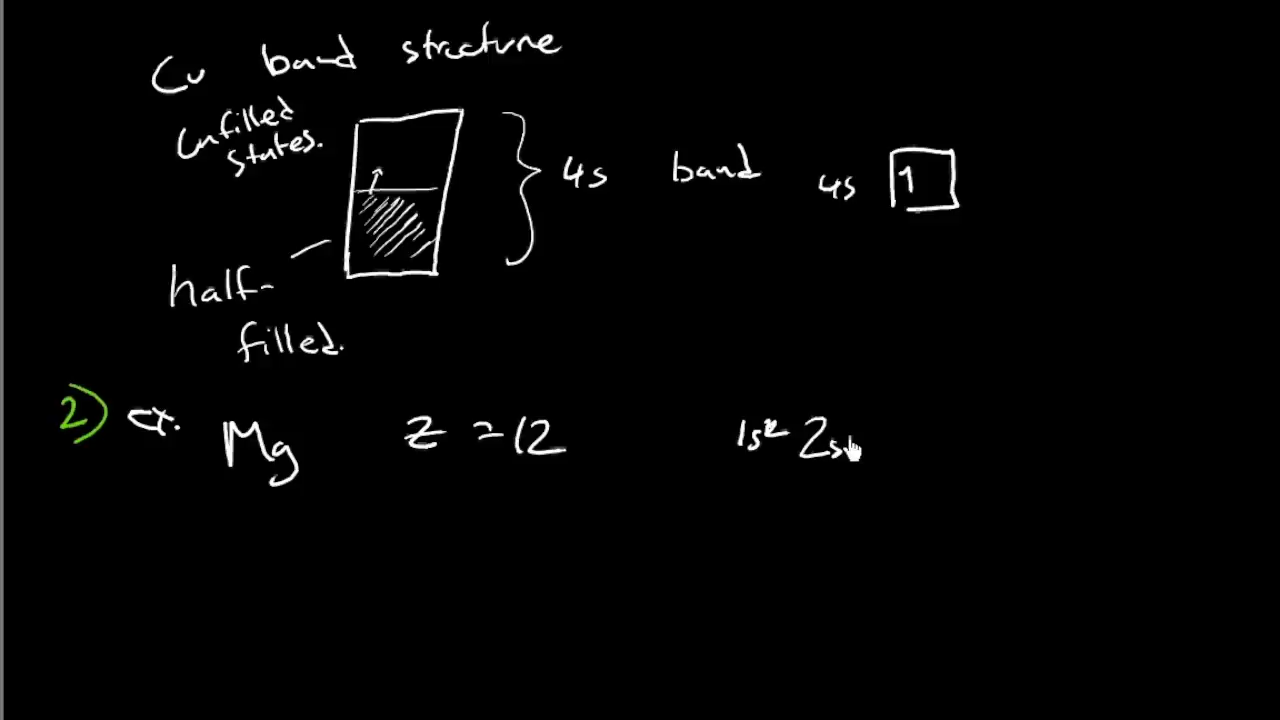 Cu band structure
Unfilled
states.
4s band 4s 1
half-
filled.
2) ex. Mg Z = 12 1s² 2s